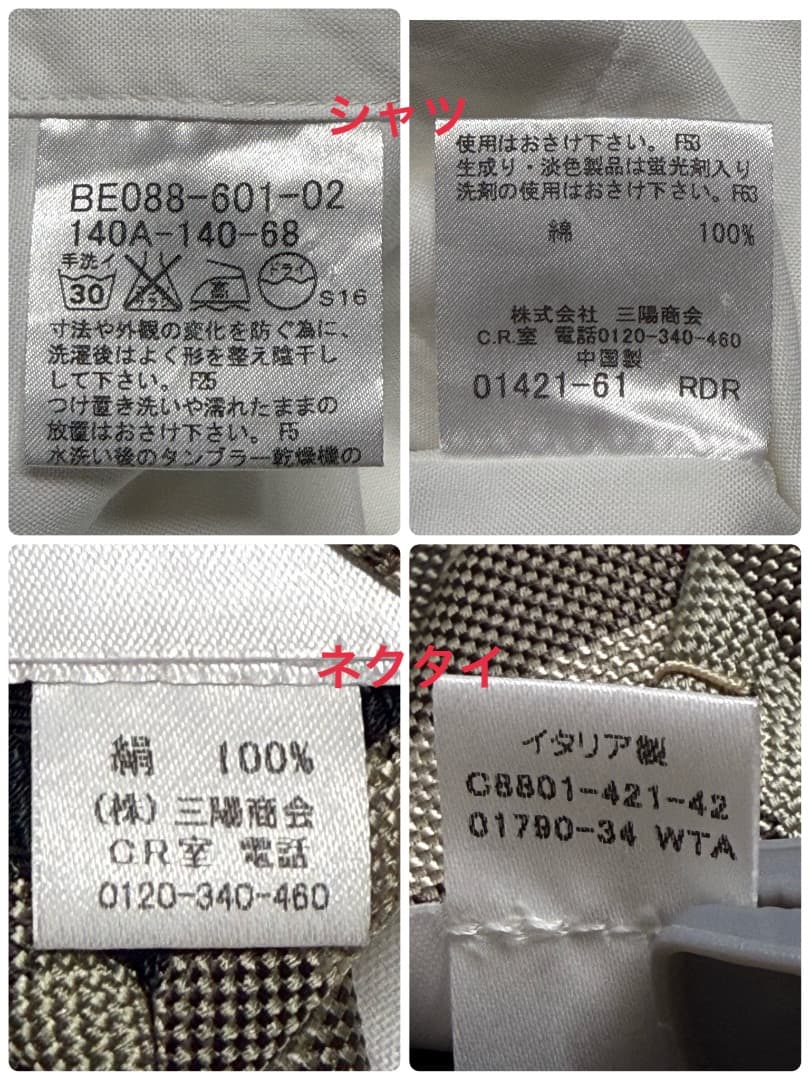 シャツ
BE088-601-02
140A-140-68
手洗イ
30
エンソ
サラシ
高
ドライ
S16
寸法や外観の変化を防ぐ為に、
洗濯後はよく形を整え陰干し
して下さい。 F25
つけ置き洗いや濡れたままの
放置はおさけ下さい。 F5
水洗い後のタンブラー乾燥機の
使用はおさけ下さい。 F53
生成り・淡色製品は蛍光剤入り
洗剤の使用はおさけ下さい。F63
綿 100%
株式会社 三陽商会
C.R.室 電話0120-340-460
中国製
01421-61 RDR
ネクタイ
絹 100%
(株) 三陽商会
CR室 電話
0120-340-460
イタリア製
C8801-421-42
01790-34 WTA